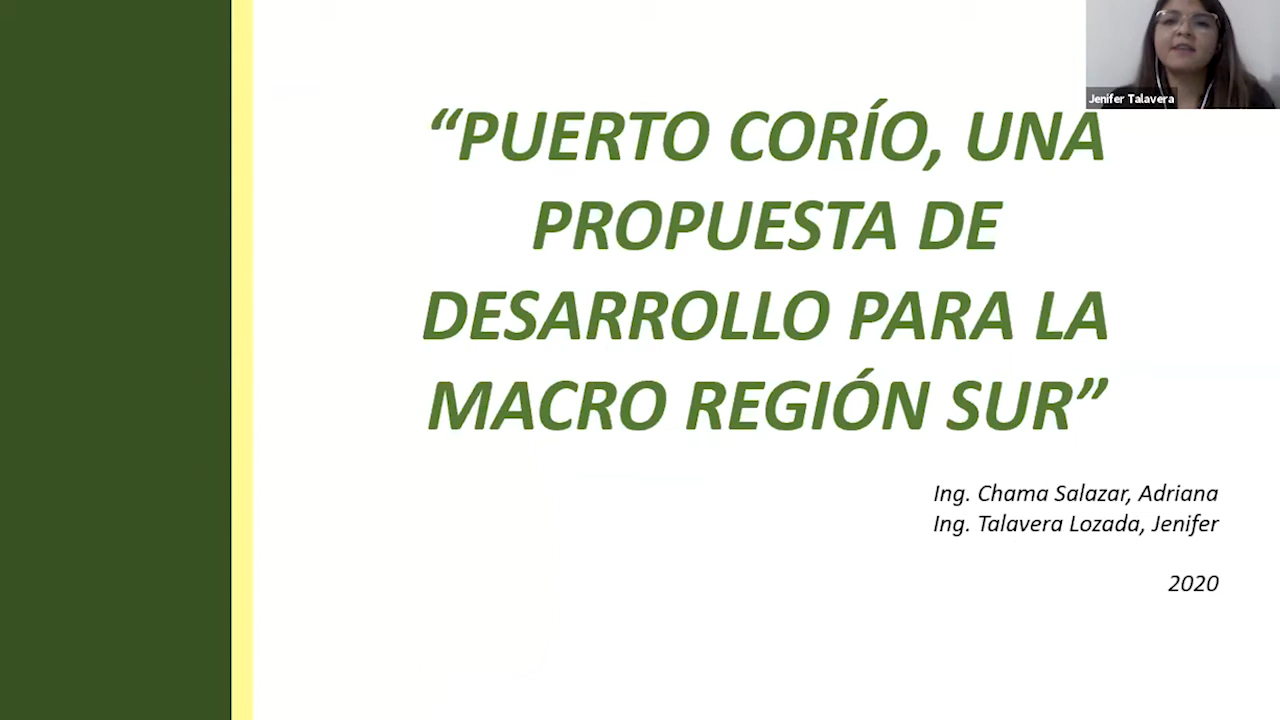 Jenifer Talavera
“PUERTO CORÍO, UNA
PROPUESTA DE
DESARROLLO PARA LA
MACRO REGIÓN SUR”
Ing. Chama Salazar, Adriana
Ing. Talavera Lozada, Jenifer
2020